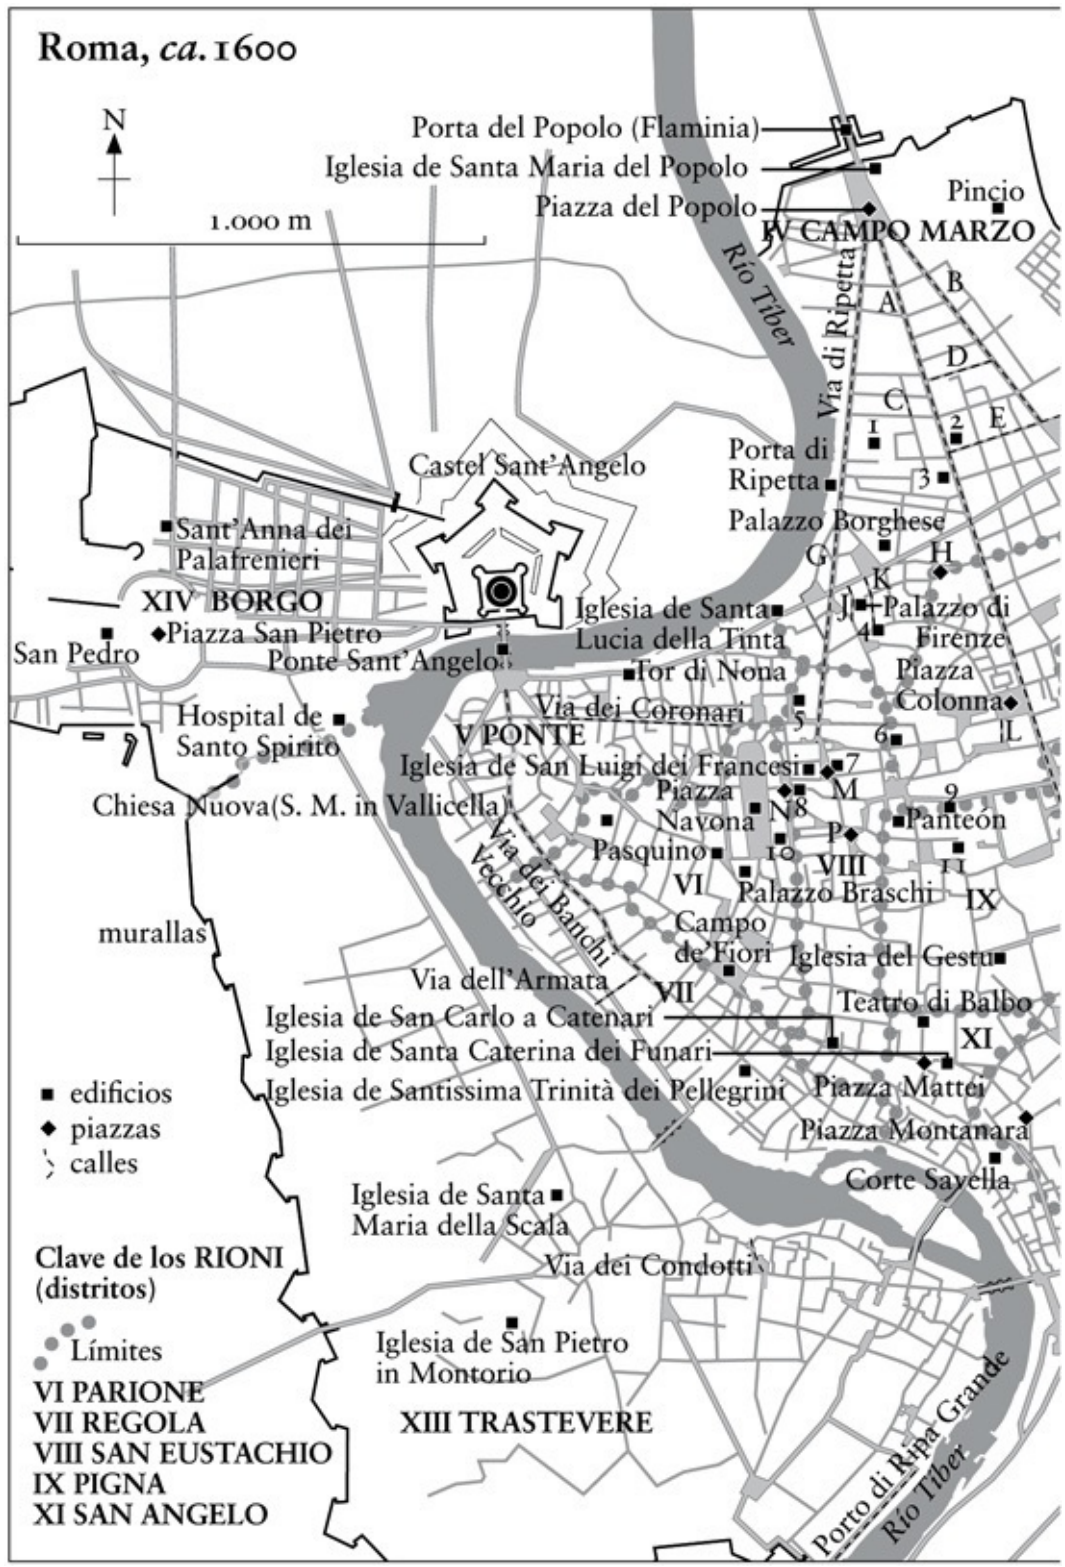 Roma, ca. 1600
N
1.000 m
Porta del Popolo (Flaminia)
Iglesia de Santa Maria del Popolo
Piazza del Popolo
Pincio
IV CAMPO MARZO
Río Tíber
Via di Ripetta
A
B
D
C
E
1
2
3
Porta di
Ripetta
Castel Sant'Angelo
Palazzo Borghese
Sant'Anna dei
Palafrenieri
G
H
K
J
Palazzo di
Firenze
4
XIV BORGO
Iglesia de Santa
Lucia della Tinta
Piazza San Pietro
San Pedro
Ponte Sant'Angelo
Tor di Nona
Piazza
Colonna
Via dei Coronari
5
L
Hospital de
Santo Spirito
V PONTE
6
Iglesia de San Luigi dei Francesi
7
Piazza
Navona
M
N
8
9
Chiesa Nuova(S. M. in Vallicella)
Panteón
P
10
Pasquino
VIII
11
Via dei Banchi
Vecchio
VI
Palazzo Braschi
IX
Campo
de'Fiori
murallas
Iglesia del Gestu
Via dell'Armata
VII
Teatro di Balbo
Iglesia de San Carlo a Catenari
XI
Iglesia de Santa Caterina dei Funari
Iglesia de Santissima Trinità dei Pellegrini
Piazza Mattei
edificios
piazzas
calles
Piazza Montanara
Corte Savella
Iglesia de Santa
Maria della Scala
Via dei Condotti
Clave de los RIONI
(distritos)
Límites
Iglesia de San Pietro
in Montorio
VI PARIONE
VII REGOLA
VIII SAN EUSTACHIO
IX PIGNA
XI SAN ANGELO
XIII TRASTEVERE
Porto di Ripa Grande
Río Tíber